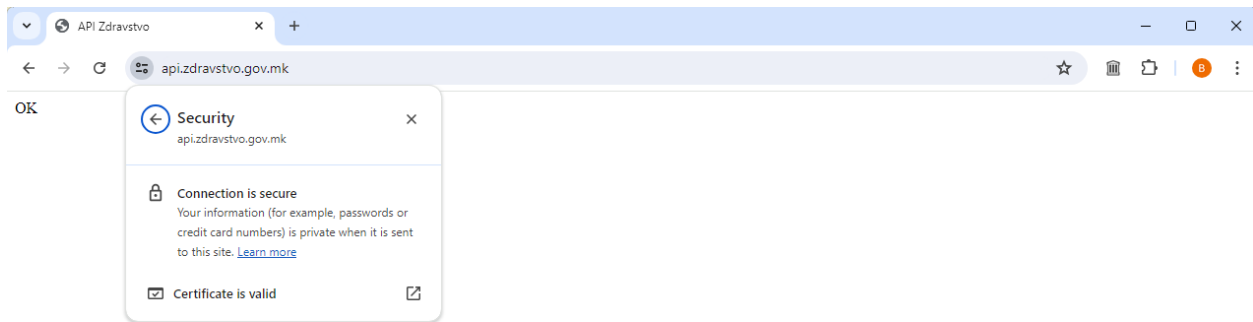 API Zdravstvo
api.zdravstvo.gov.mk
B
OK
Security
api.zdravstvo.gov.mk
Connection is secure
Your information (for example, passwords or
credit card numbers) is private when it is sent
to this site. Learn more
Certificate is valid